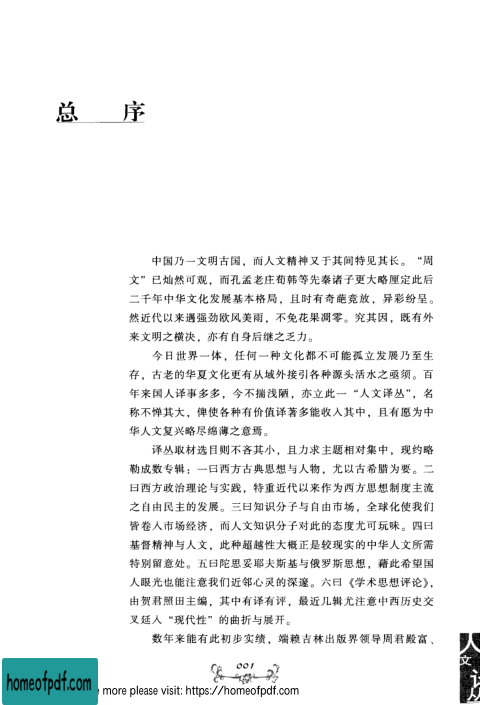 总 序
中国乃一文明古国，而人文精神又于其间特见其长。“周
文”已灿然可观，而孔孟老庄荀韩等先秦诸子更大略厘定此后
二千年中华文化发展基本格局，且时有奇葩竞放，异彩纷呈。
然近代以来遇强劲欧风美雨，不免花果凋零。究其因，既有外
来文明之横决，亦有自身后继之乏力。
今日世界一体，任何一种文化都不可能孤立发展乃至生
存，古老的华夏文化更有从域外接引各种源头活水之亟须。百
年来国人译事多多，今不揣浅陋，亦立此一“人文译丛”，名
称不惮其大，俾使各种有价值译著多能收入其中，且有愿为中
华人文复兴略尽绵薄之意焉。
译丛取材选目则不吝其小，且力求主题相对集中，现约略
勒成数专辑：一曰西方古典思想与人物，尤以古希腊为要。二
曰西方政治理论与实践，特重近代以来作为西方思想制度主流
之自由民主的发展。三曰知识分子与自由市场，全球化使我们
皆卷入市场经济，而人文知识分子对此的态度尤可玩味。四曰
基督精神与人文，此种超越性大概正是较现实的中华人文所需
特别留意处。五曰陀思妥耶夫斯基与俄罗斯思想，藉此希望国
人眼光也能注意我们近邻心灵的深邃。六曰《学术思想评论》，
由贺君照田主编，其中有译有评，最近几辑尤注意中西历史交
叉延入“现代性”的曲折与展开。
数年来能有此初步实绩，端赖吉林出版界领导周君殿富、
001
人文译丛
homeofpdf.com
more please visit: https://homeofpdf.com